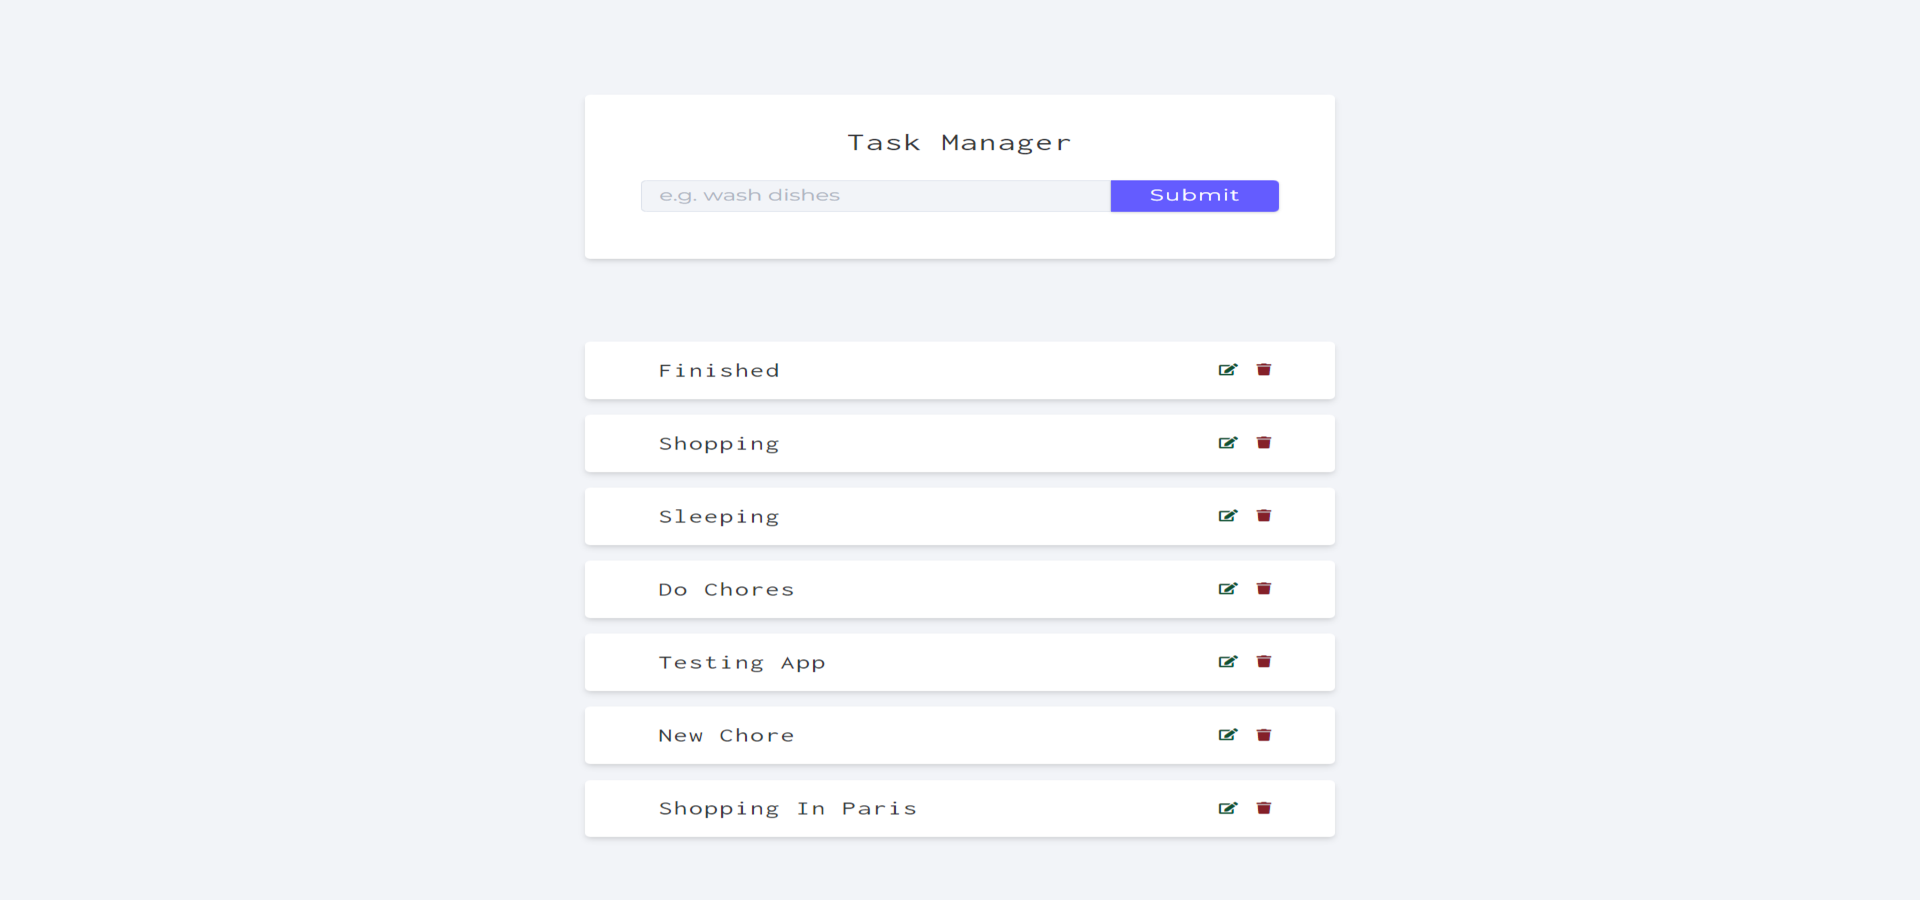 Task Manager
e.g. wash dishes
Submit
Finished
Shopping
Sleeping
Do Chores
Testing App
New Chore
Shopping In Paris